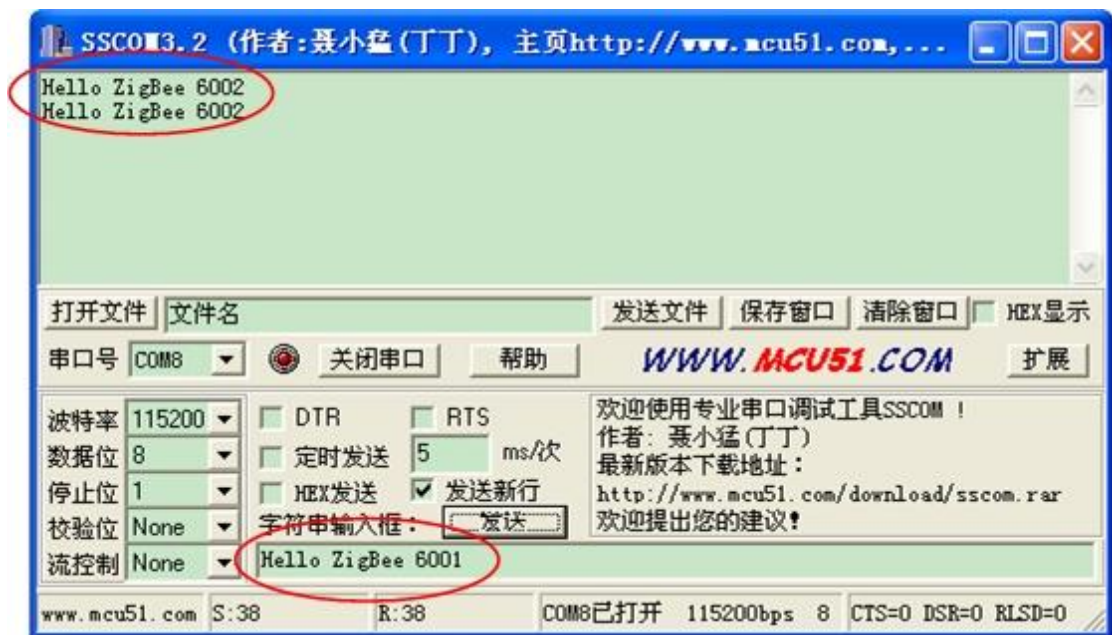 SSCOM3.2 (作者:聂小猛(丁丁), 主页http://www.mcu51.com,...
Hello ZigBee 6002
Hello ZigBee 6002
打开文件 文件名 发送文件 保存窗口 清除窗口 HEX显示
串口号 COM8 关闭串口 帮助 WWW.MCU51.COM 扩展
波特率 115200 DTR RTS
数据位 8 定时发送 5 ms/次
停止位 1 HEX发送 发送新行
校验位 None 字符串输入框: 发送
流控制 None Hello ZigBee 6001
欢迎使用专业串口调试工具SSCOM !
作者: 聂小猛(丁丁)
最新版本下载地址:
http://www.mcu51.com/download/sscom.rar
欢迎提出您的建议!
www.mcu51.com S:38 R:38 COM8已打开 115200bps 8 CTS=0 DSR=0 RLSD=0